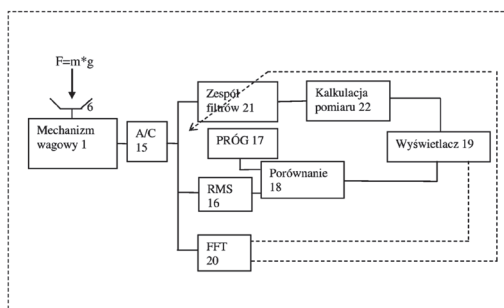 F=m*g
6
Mechanizm
wagowy 1
A/C
15
Zespół
filtrów 21
Kalkulacja
pomiaru 22
PRÓG 17
Wyświetlacz 19
Porównanie
18
RMS
16
FFT
20